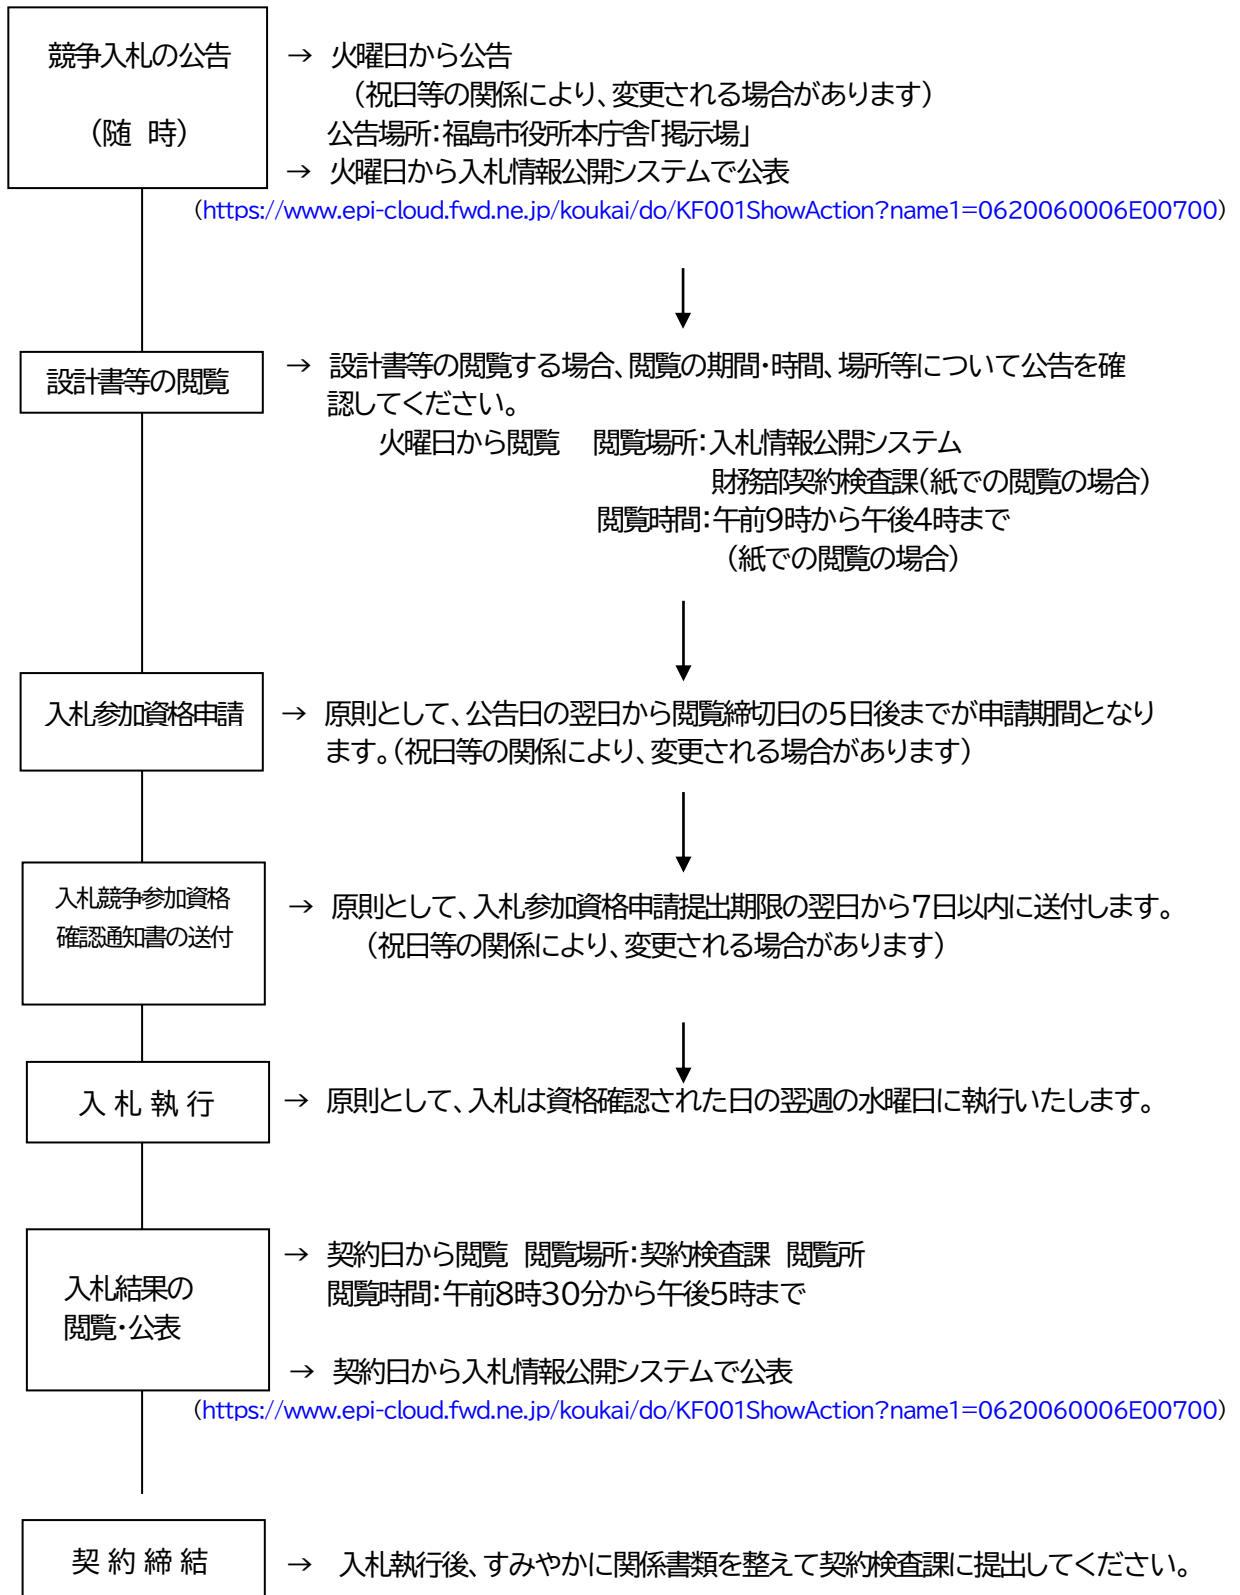 競争入札の公告
(随 時)
→ 火曜日から公告
(祝日等の関係により、変更される場合があります)
公告場所:福島市役所本庁舎「掲示場」
→ 火曜日から入札情報公開システムで公表
(https://www.epi-cloud.fwd.ne.jp/koukai/do/KF001ShowAction?name1=0620060006E00700)
設計書等の閲覧
→ 設計書等の閲覧する場合、閲覧の期間・時間、場所等について公告を確
認してください。
火曜日から閲覧 閲覧場所:入札情報公開システム
財務部契約検査課(紙での閲覧の場合)
閲覧時間:午前9時から午後4時まで
(紙での閲覧の場合)
入札参加資格申請
→ 原則として、公告日の翌日から閲覧締切日の5日後までが申請期間となり
ます。(祝日等の関係により、変更される場合があります)
入札競争参加資格
確認通知書の送付
→ 原則として、入札参加資格申請提出期限の翌日から7日以内に送付します。
(祝日等の関係により、変更される場合があります)
入 札 執 行
→ 原則として、入札は資格確認された日の翌週の水曜日に執行いたします。
入札結果の
閲覧・公表
→ 契約日から閲覧 閲覧場所:契約検査課 閲覧所
閲覧時間:午前8時30分から午後5時まで
→ 契約日から入札情報公開システムで公表
(https://www.epi-cloud.fwd.ne.jp/koukai/do/KF001ShowAction?name1=0620060006E00700)
契 約 締 結
→ 入札執行後、すみやかに関係書類を整えて契約検査課に提出してください。